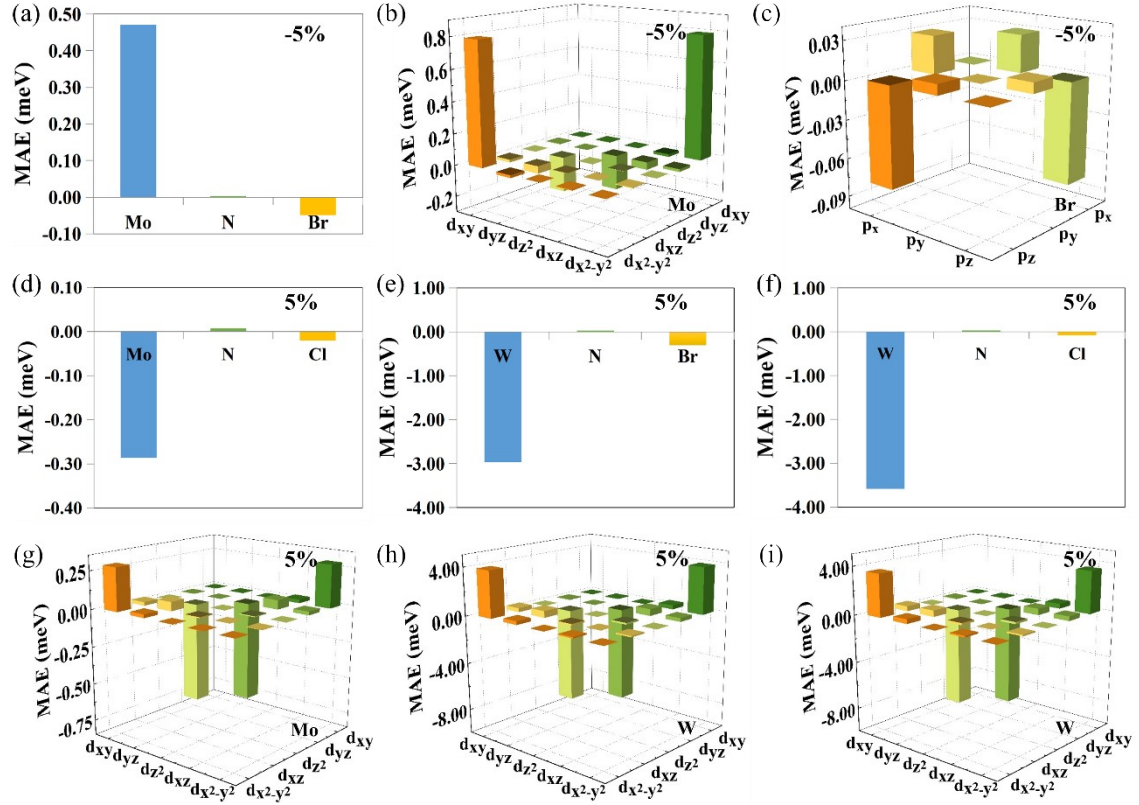 (a)
0.50
0.40
0.30
0.20
0.10
0.00
-0.10
MAE (meV)
-5%
Mo
N
Br
(b)
0.8
0.6
0.4
0.2
0.0
-0.2
MAE (meV)
-5%
Mo
dxy
dyz
dz²
dxz
dx²-y²
dx²-y²
dxz
dz²
dyz
dxy
(c)
0.03
0.00
-0.03
-0.06
-0.09
MAE (meV)
-5%
Br
px
py
pz
pz
py
px
(d)
0.10
0.00
-0.10
-0.20
-0.30
-0.40
MAE (meV)
5%
Mo
N
Cl
(e)
1.00
0.00
-1.00
-2.00
-3.00
-4.00
MAE (meV)
5%
W
N
Br
(f)
1.00
0.00
-1.00
-2.00
-3.00
-4.00
MAE (meV)
5%
W
N
Cl
(g)
0.25
0.00
-0.25
-0.50
-0.75
MAE (meV)
5%
Mo
dxy
dyz
dz²
dxz
dx²-y²
dx²-y²
dxz
dz²
dyz
dxy
(h)
4.00
0.00
-4.00
-8.00
MAE (meV)
5%
W
dxy
dyz
dz²
dxz
dx²-y²
dx²-y²
dxz
dz²
dyz
dxy
(i)
4.00
0.00
-4.00
-8.00
MAE (meV)
5%
W
dxy
dyz
dz²
dxz
dx²-y²
dx²-y²
dxz
dz²
dyz
dxy